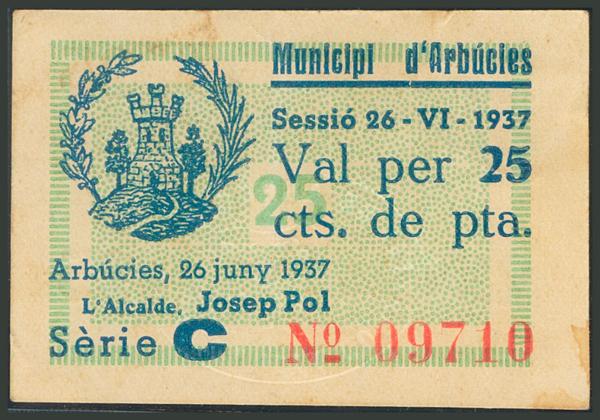 Municipi d'Arbúcies
Sessió 26 - VI - 1937
Val per 25
cts. de pta.
25
Arbúcies, 26 juny 1937
L'Alcalde, Josep Pol
Sèrie C Nº 09710